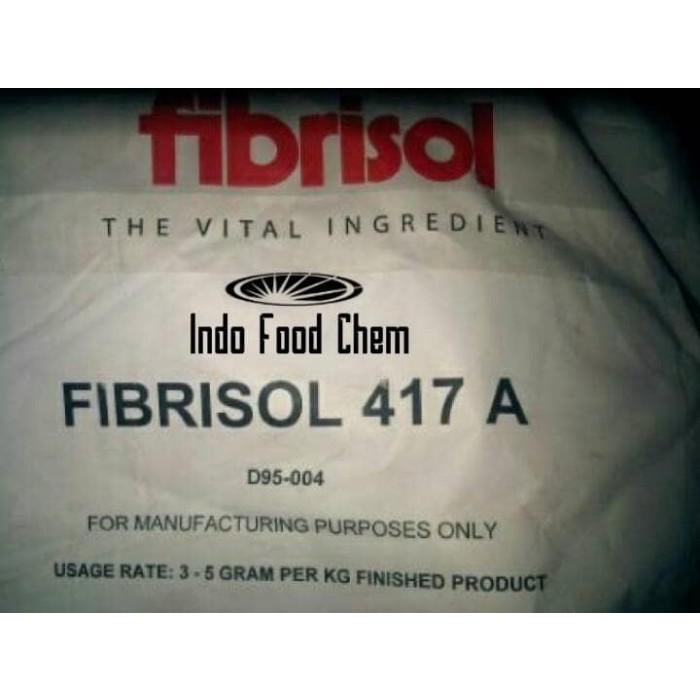 fibrisol
THE VITAL INGREDIENT
Indo Food Chem
FIBRISOL 417 A
D95-004
FOR MANUFACTURING PURPOSES ONLY
USAGE RATE: 3 - 5 GRAM PER KG FINISHED PRODUCT